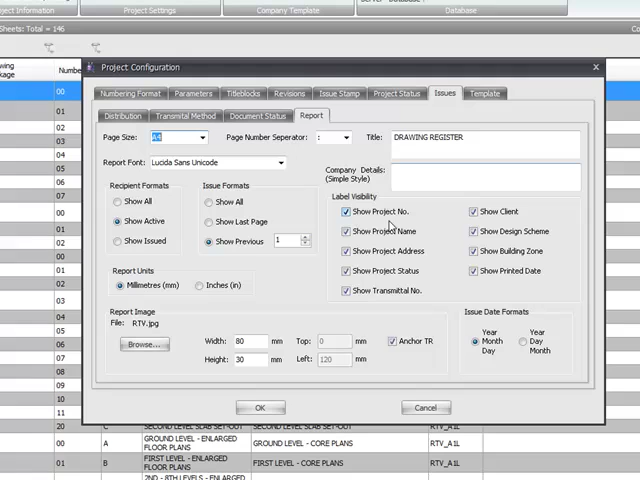 Project Information
Project Settings
Company Template
Database
Sheets: Total = 146
Number
Project Configuration
X
Numbering Format
Parameters
Titleblocks
Revisions
Issue Stamp
Project Status
Issues
Template
Distribution
Transmital Method
Document Status
Report
Page Size:
A4
Page Number Seperator:
:
Title:
DRAWING REGISTER
Report Font:
Lucida Sans Unicode
Company Details:
(Simple Style)
Recipient Formats
Show All
Show Active
Show Issued
Issue Formats
Show All
Show Last Page
Show Previous
1
Label Visibility
Show Project No.
Show Project Name
Show Project Address
Show Project Status
Show Transmittal No.
Show Client
Show Design Scheme
Show Building Zone
Show Printed Date
Report Units
Millimetres (mm)
Inches (in)
Report Image
File:
RTV.jpg
Browse...
Width:
80
mm
Height:
30
mm
Top:
0
mm
Left:
120
mm
Anchor TR
Issue Date Formats
Year
Month
Day
Year
Day
Month
OK
Cancel
00
01
02
03
04
05
06
07
00
01
00
01
02
03
04
05
06
07
08
09
10
11
20
C
SECOND LEVEL SLAB SET-OUT
SECOND LEVEL SLAB SET-OUT
RTV_A1L
00
A
GROUND LEVEL - ENLARGED
FLOOR PLANS
GROUND LEVEL - CORE PLANS
RTV_A1L
01
B
FIRST LEVEL - ENLARGED
FLOOR PLANS
FIRST LEVEL - CORE PLANS
RTV_A1L
2ND - 8TH LEVELS -